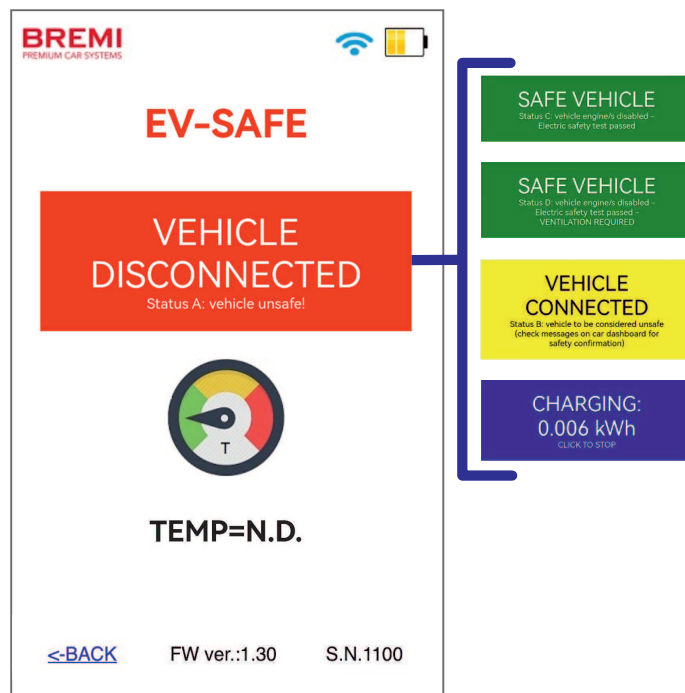 BREMI
PREMIUM CAR SYSTEMS
EV-SAFE
VEHICLE
DISCONNECTED
Status A: vehicle unsafe!
T
TEMP=N.D.
<-BACK
FW ver.:1.30
S.N.1100
SAFE VEHICLE
Status C: vehicle engine/s disabled -
Electric safety test passed
SAFE VEHICLE
Status D: vehicle engine/s disabled -
Electric safety test passed -
VENTILATION REQUIRED
VEHICLE
CONNECTED
Status B: vehicle to be considered unsafe
(check messages on car dashboard for
safety confirmation)
CHARGING:
0.006 kWh
CLICK TO STOP